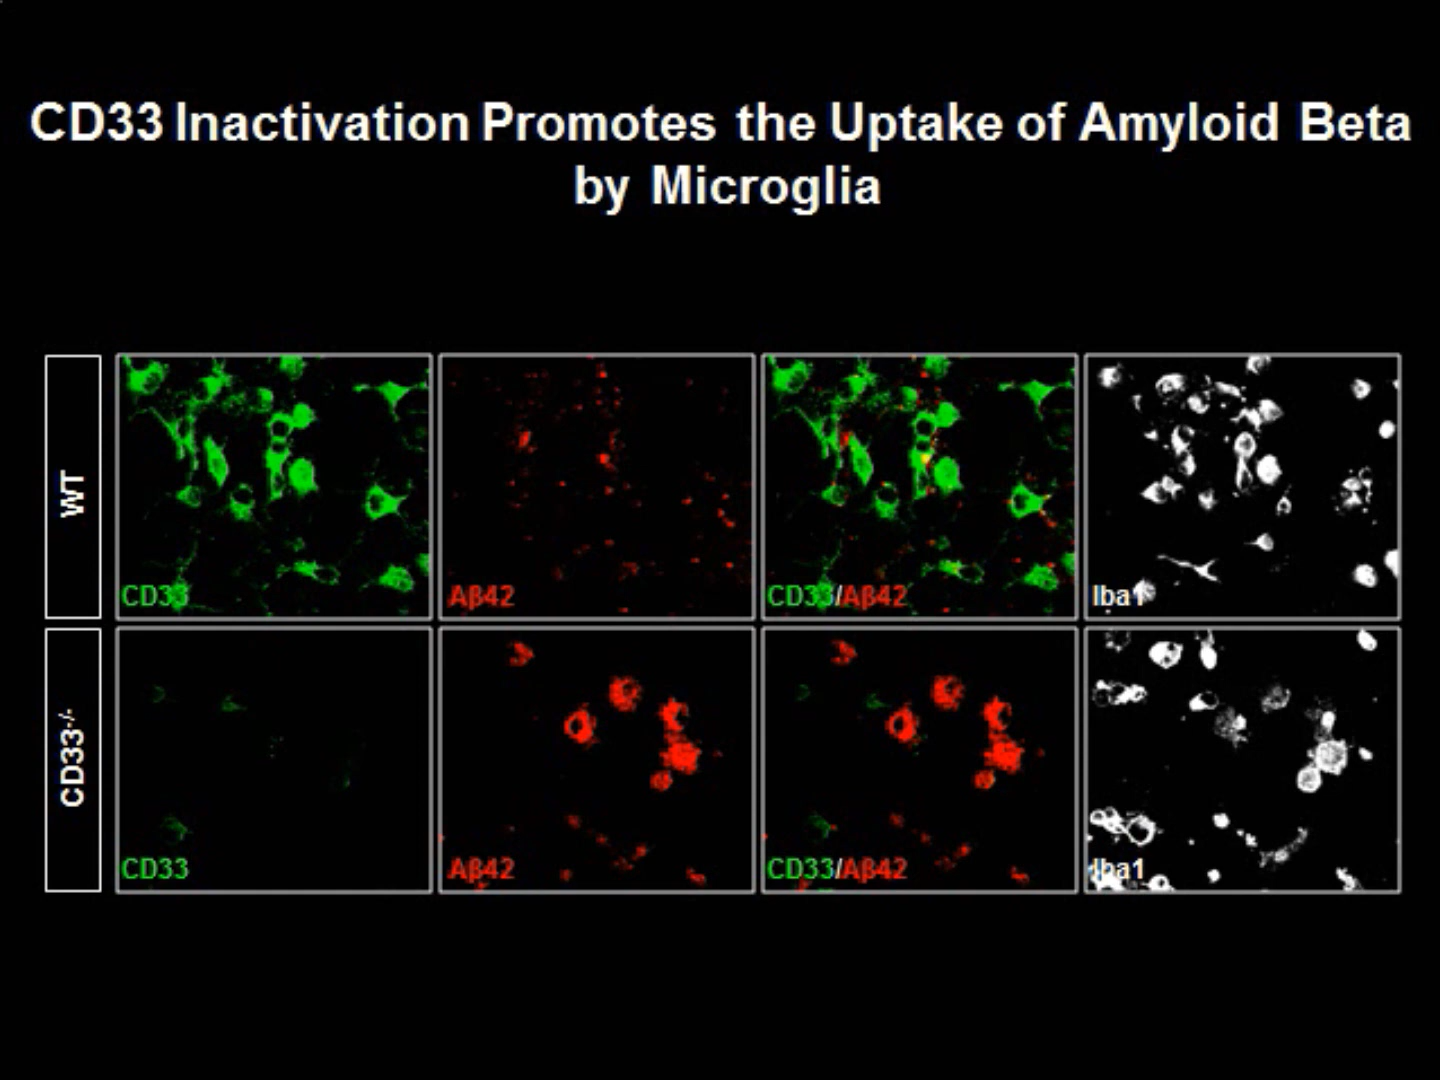 CD33 Inactivation Promotes the Uptake of Amyloid Beta
by Microglia
WT
CD33
Aβ42
CD33/Aβ42
Iba1
CD33-/-
CD33
Aβ42
CD33/Aβ42
Iba1